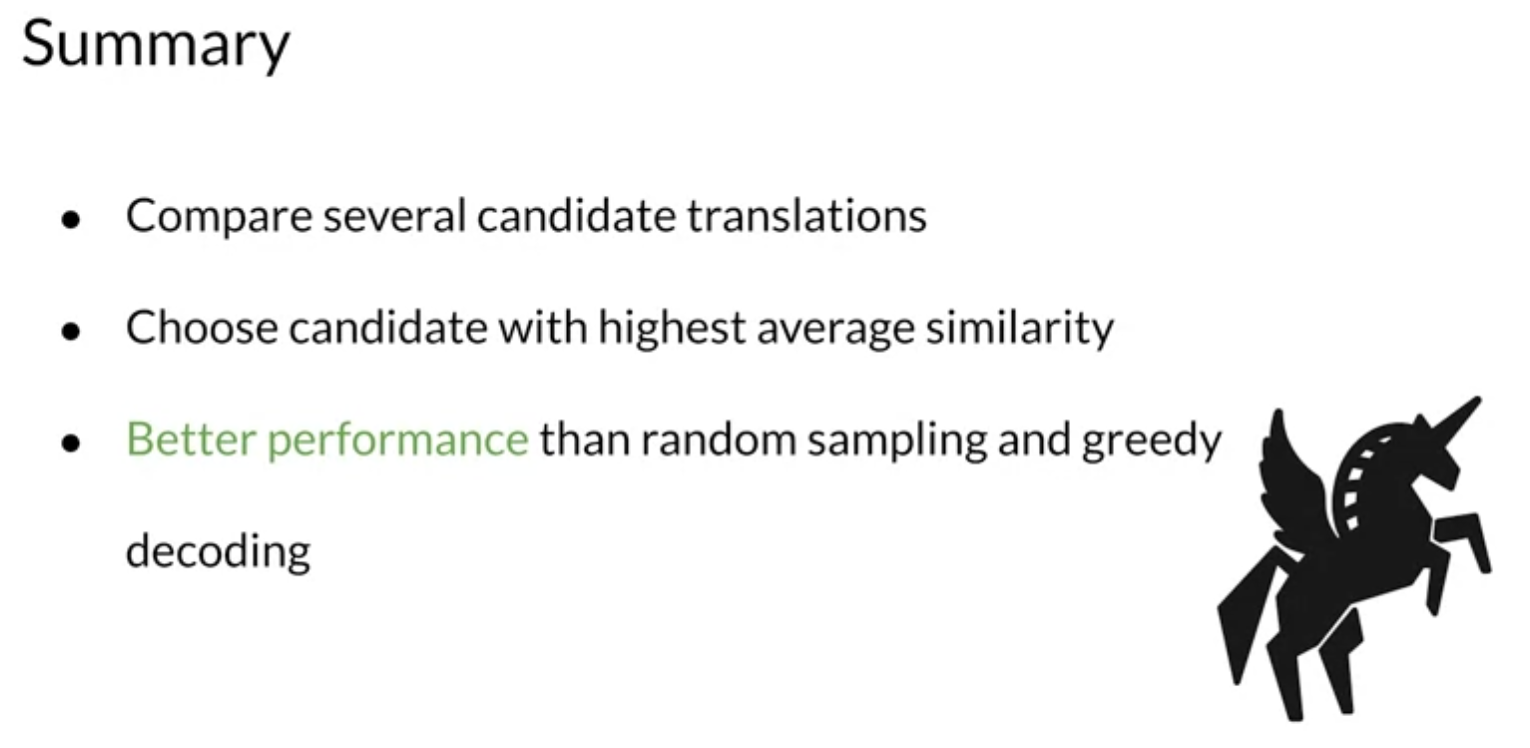 Summary
● Compare several candidate translations
● Choose candidate with highest average similarity
● Better performance than random sampling and greedy
decoding